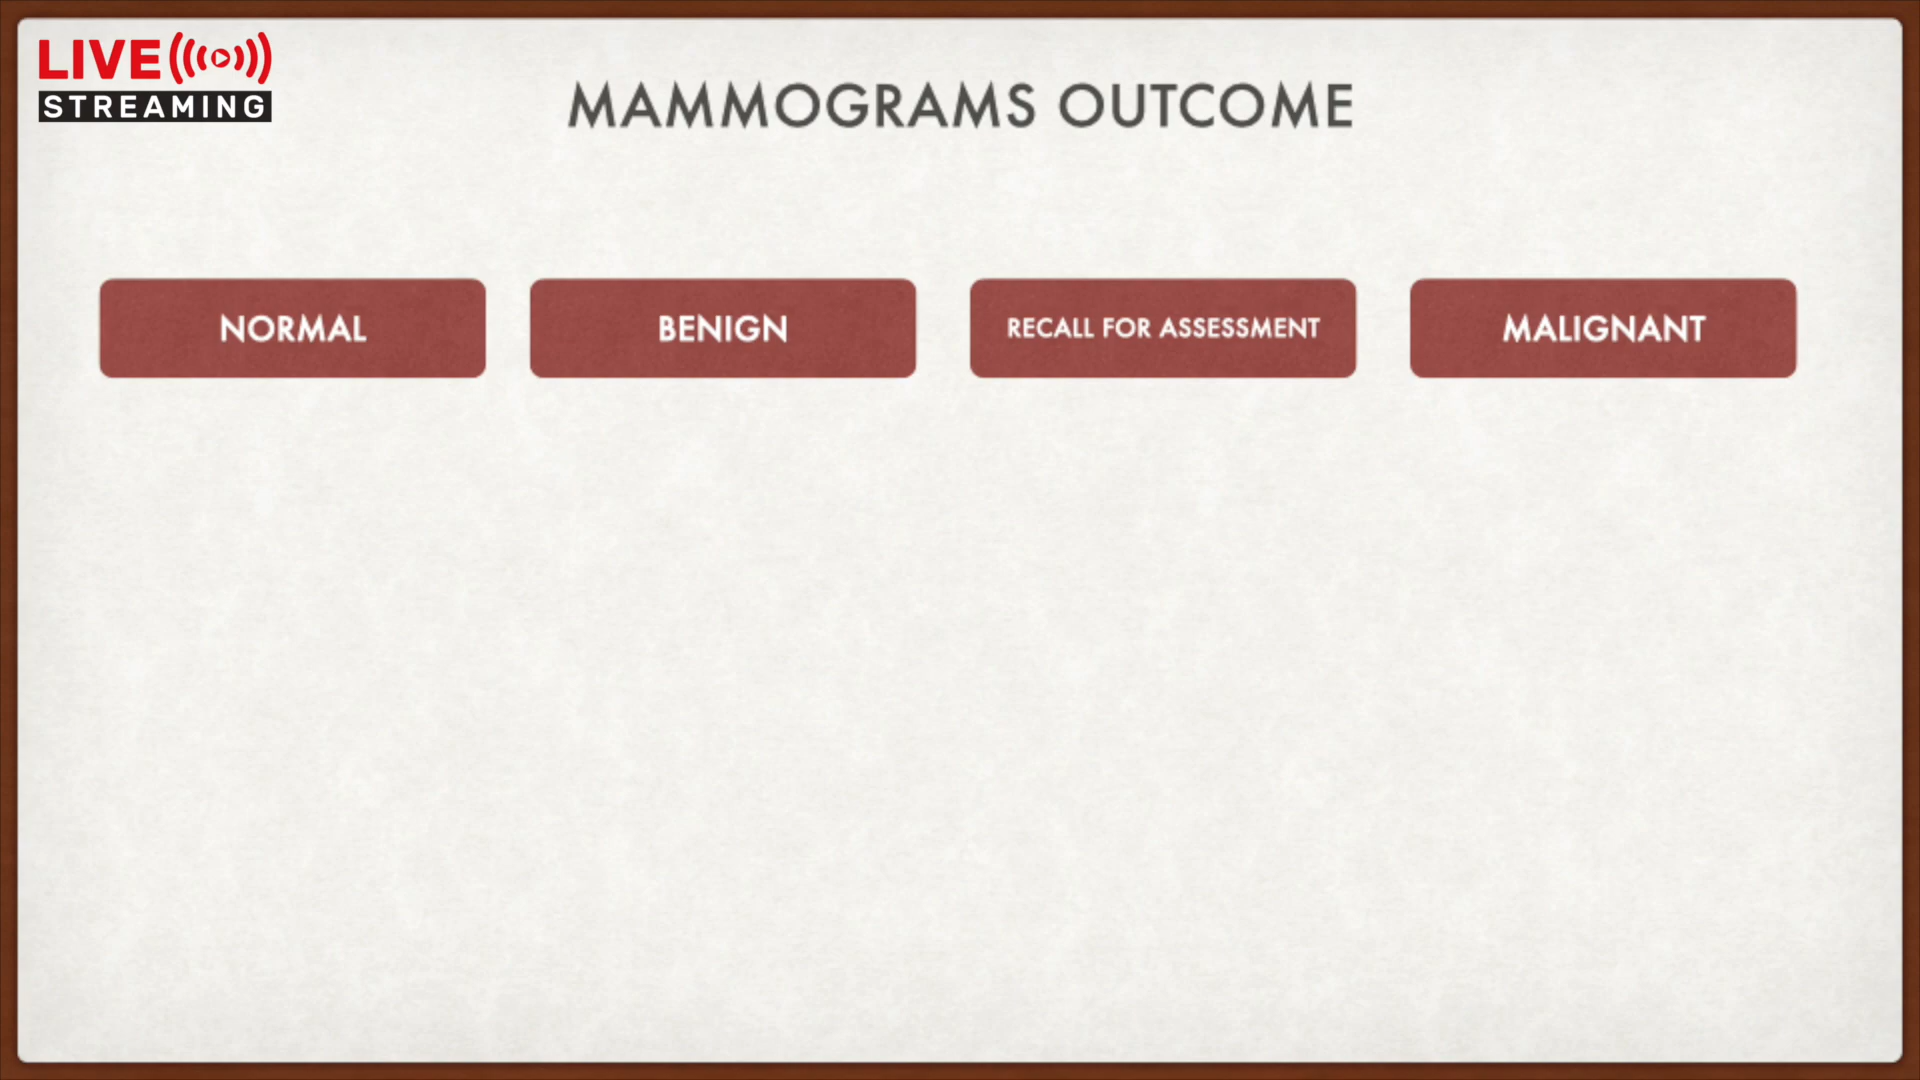 LIVE
STREAMING
MAMMOGRAMS OUTCOME
NORMAL
BENIGN
RECALL FOR ASSESSMENT
MALIGNANT